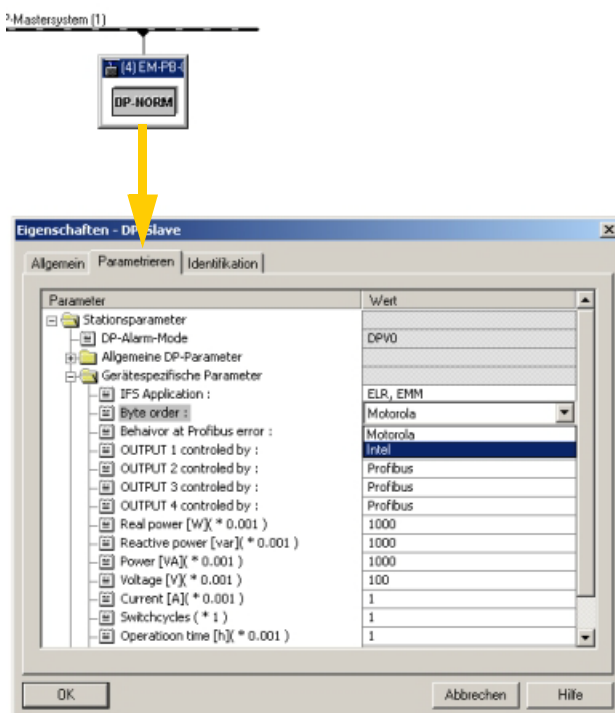 P-Mastersystem (1)
(4) EM-PB-
DP-NORM
Eigenschaften - DP-Slave
Allgemein Parametrieren Identifikation
Parameter Wert
Stationsparameter
DP-Alarm-Mode DPV0
Allgemeine DP-Parameter
Gerätespezifische Parameter
IFS Application : ELR, EMM
Byte order : Motorola
Behaivor at Profibus error : Motorola
OUTPUT 1 controled by : Intel
OUTPUT 2 controled by : Profibus
OUTPUT 3 controled by : Profibus
OUTPUT 4 controled by : Profibus
Real power [W]( * 0.001 ) 1000
Reactive power [var]( * 0.001 ) 1000
Power [VA]( * 0.001 ) 1000
Voltage [V]( * 0.001 ) 100
Current [A]( * 0.001 ) 1
Switchcycles ( * 1 ) 1
Operatioon time [h]( * 0.001 ) 1
OK Abbrechen Hilfe